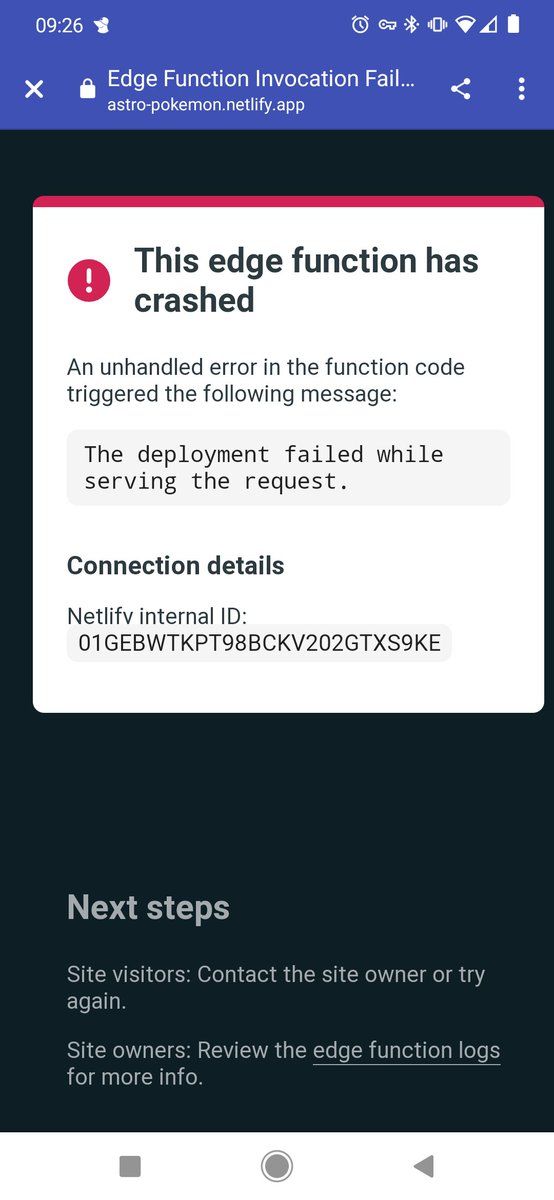 09:26
Edge Function Invocation Fail...
astro-pokemon.netlify.app
This edge function has
crashed
An unhandled error in the function code
triggered the following message:
The deployment failed while
serving the request.
Connection details
Netlify internal ID:
01GEBWTKPT98BCKV202GTXS9KE
Next steps
Site visitors: Contact the site owner or try
again.
Site owners: Review the edge function logs
for more info.